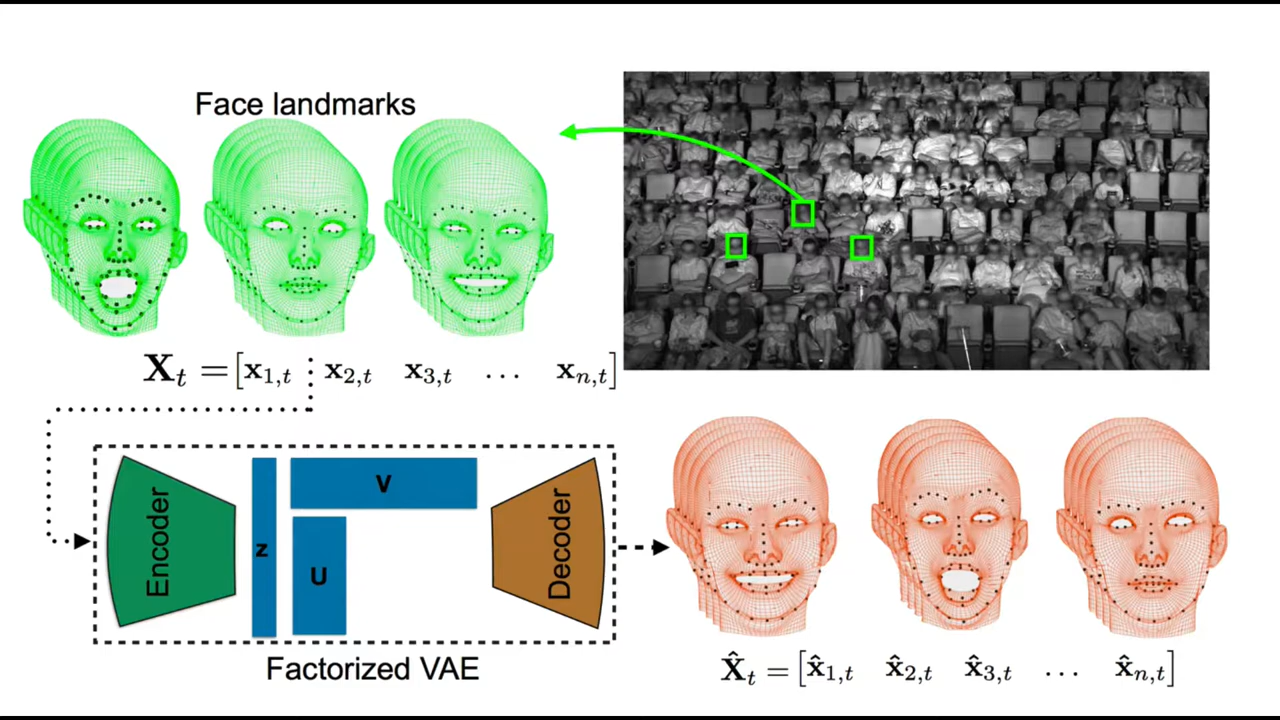 Face landmarks
X_t = [x_{1,t} x_{2,t} x_{3,t} ... x_{n,t}]
Encoder
z
V
U
Decoder
Factorized VAE
X̂_t = [x̂_{1,t} x̂_{2,t} x̂_{3,t} ... x̂_{n,t}]